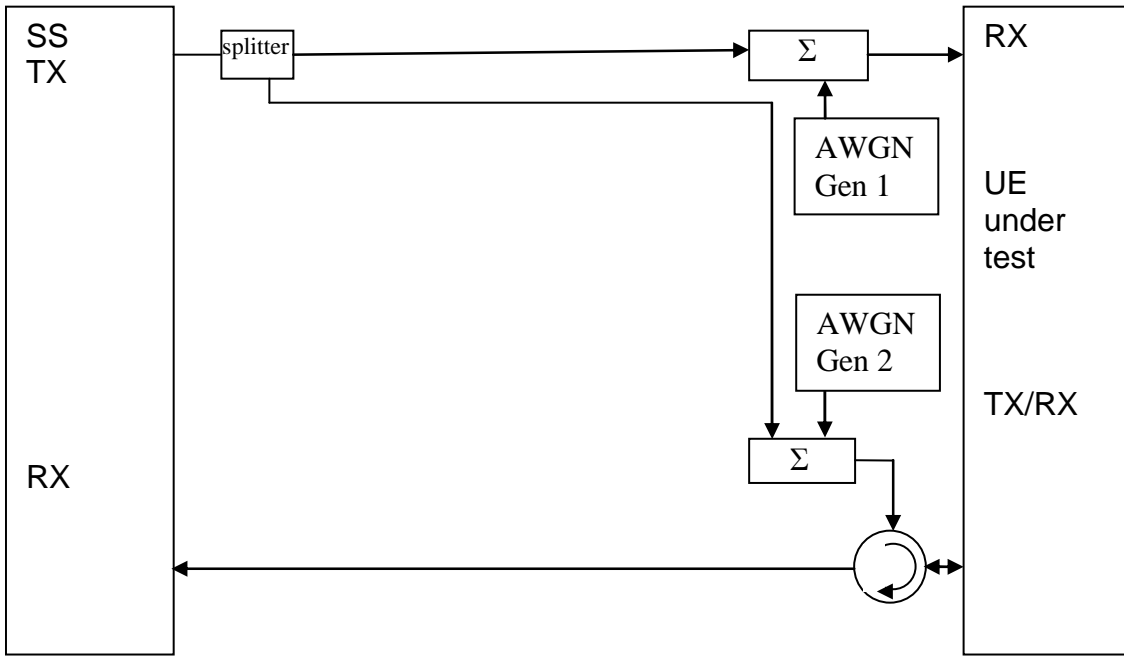 SS
TX
splitter
Σ
RX
AWGN
Gen 1
UE
under
test
AWGN
Gen 2
TX/RX
Σ
RX